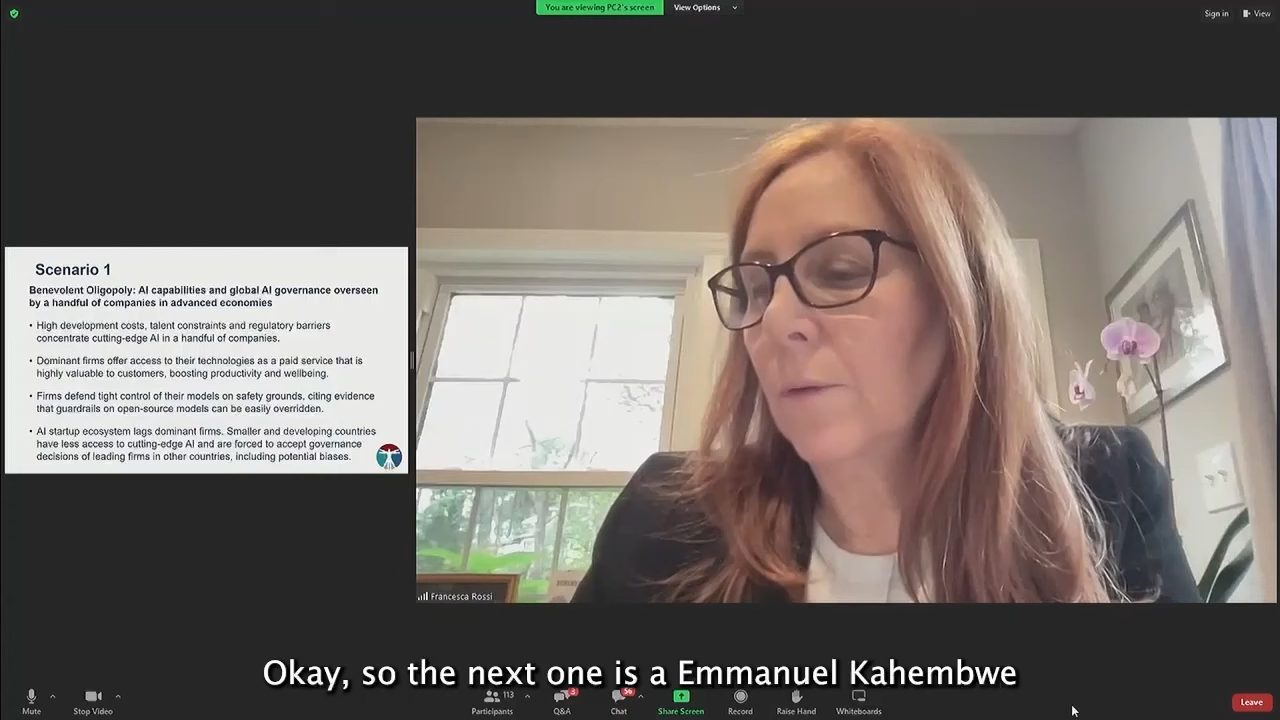 You are viewing PC2's screen
View Options
Sign in
View
Scenario 1
Benevolent Oligopoly: AI capabilities and global AI governance overseen
by a handful of companies in advanced economies
• High development costs, talent constraints and regulatory barriers
concentrate cutting-edge AI in a handful of companies.
• Dominant firms offer access to their technologies as a paid service that is
highly valuable to customers, boosting productivity and wellbeing.
• Firms defend tight control of their models on safety grounds, citing evidence
that guardrails on open-source models can be easily overridden.
• AI startup ecosystem lags dominant firms. Smaller and developing countries
have less access to cutting-edge AI and are forced to accept governance
decisions of leading firms in other countries, including potential biases.
Francesca Rossi
Okay, so the next one is a Emmanuel Kahembwe
113
3
56
Mute
Stop Video
Participants
Q&A
Chat
Share Screen
Record
Raise Hand
Whiteboards
Leave